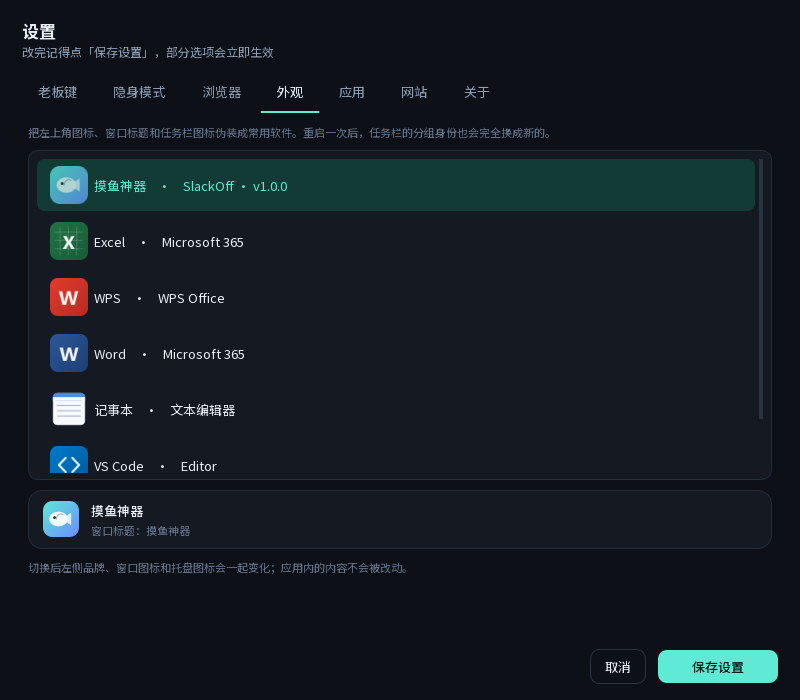 设置
改完记得点「保存设置」，部分选项会立即生效
老板键 隐身模式 浏览器 外观 应用 网站 关于
把左上角图标、窗口标题和任务栏图标伪装成常用软件。重启一次后，任务栏的分组身份也会完全换成新的。
摸鱼神器 • SlackOff • v1.0.0
X Excel • Microsoft 365
W WPS • WPS Office
W Word • Microsoft 365
记事本 • 文本编辑器
VS Code • Editor
摸鱼神器
窗口标题：摸鱼神器
切换后左侧品牌、窗口图标和托盘图标会一起变化；应用内的内容不会被改动。
取消 保存设置